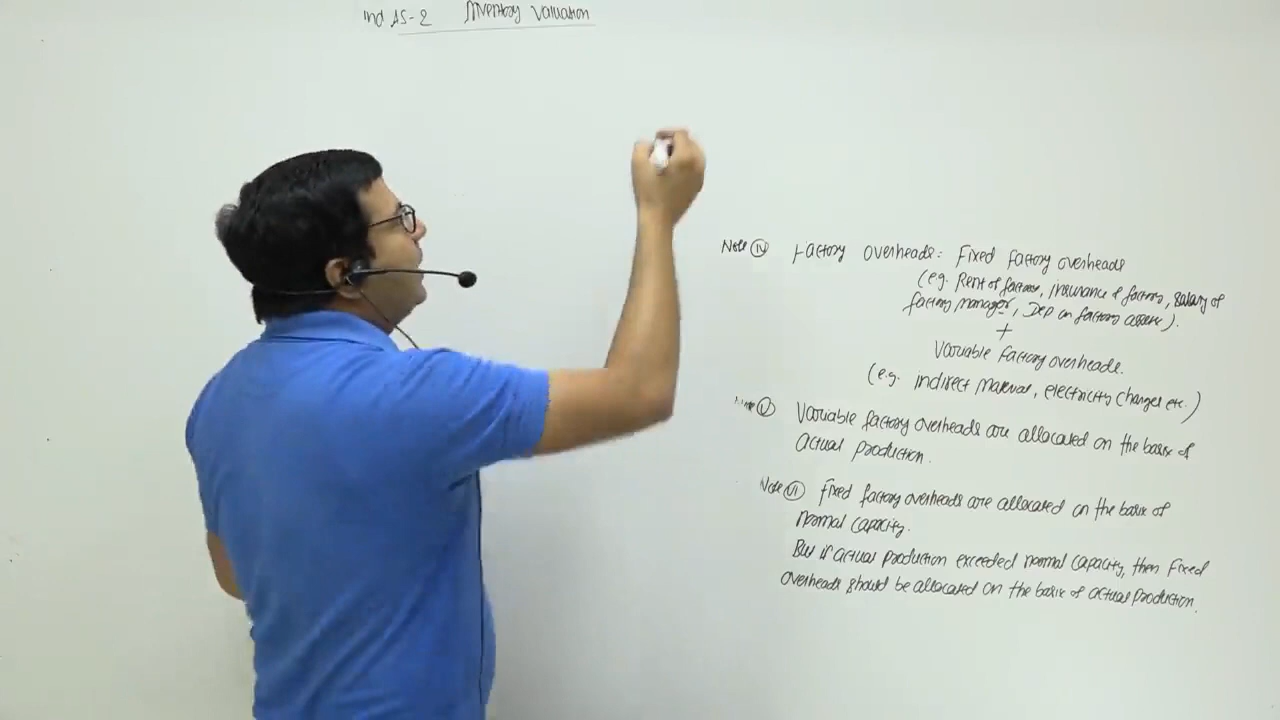 Ind AS-2 Inventory Valuation
Note IV Factory overheads: Fixed factory overheads
(e.g. Rent of factory, Insurance of factory, Salary of
factory manager, Dep on factory assets).
+
Variable factory overheads.
(e.g. indirect material, electricity charges etc.)
V Variable factory overheads are allocated on the basis of
actual production.
Note VI Fixed factory overheads are allocated on the basis of
normal capacity.
But if actual production exceeded normal capacity, then fixed
overheads should be allocated on the basis of actual production.